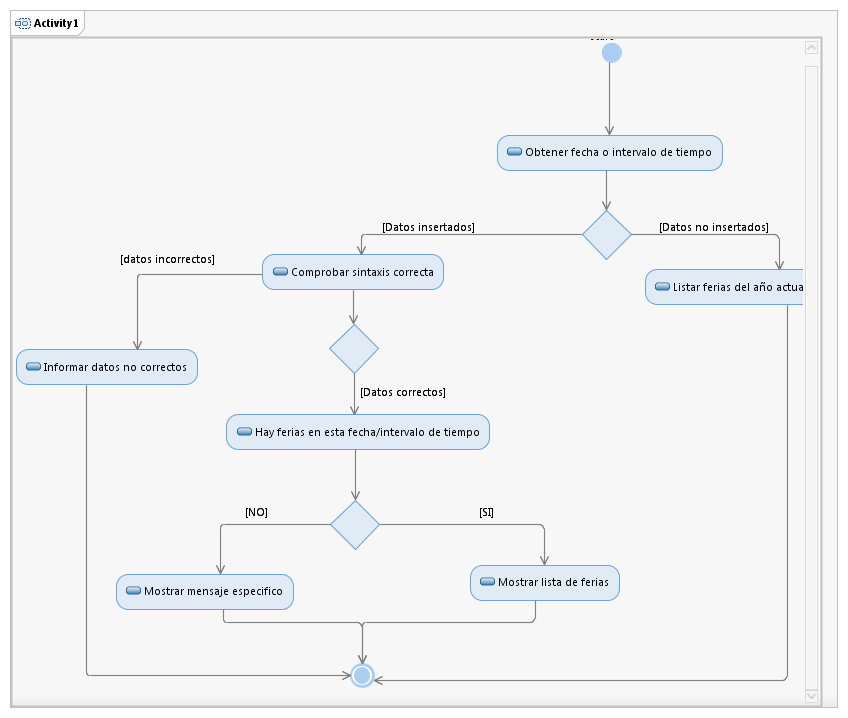 Activity1
Obtener fecha o intervalo de tiempo
[Datos insertados]
[Datos no insertados]
[datos incorrectos]
Comprobar sintaxis correcta
Listar ferias del año actua
Informar datos no correctos
[Datos correctos]
Hay ferias en esta fecha/intervalo de tiempo
[NO]
[SI]
Mostrar mensaje especifico
Mostrar lista de ferias